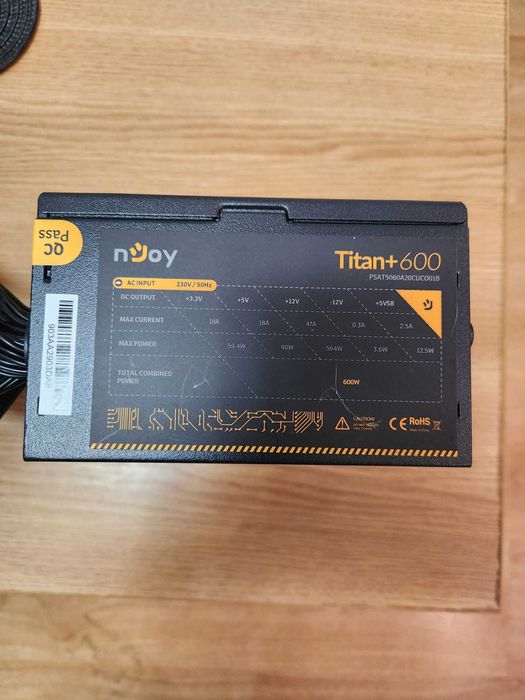 QC
Pass
nJoy
Titan+600
PSAT5060A20CUCO01B
AC INPUT 230V / 50Hz
DC OUTPUT +3.3V +5V +12V -12V +5VSB
MAX CURRENT 18A 18A 47A 0.3A 2.5A
MAX POWER 59.4W 90W 564W 3.6W 12.5W
TOTAL COMBINED
POWER
600W
CAUTION!
CE RoHS